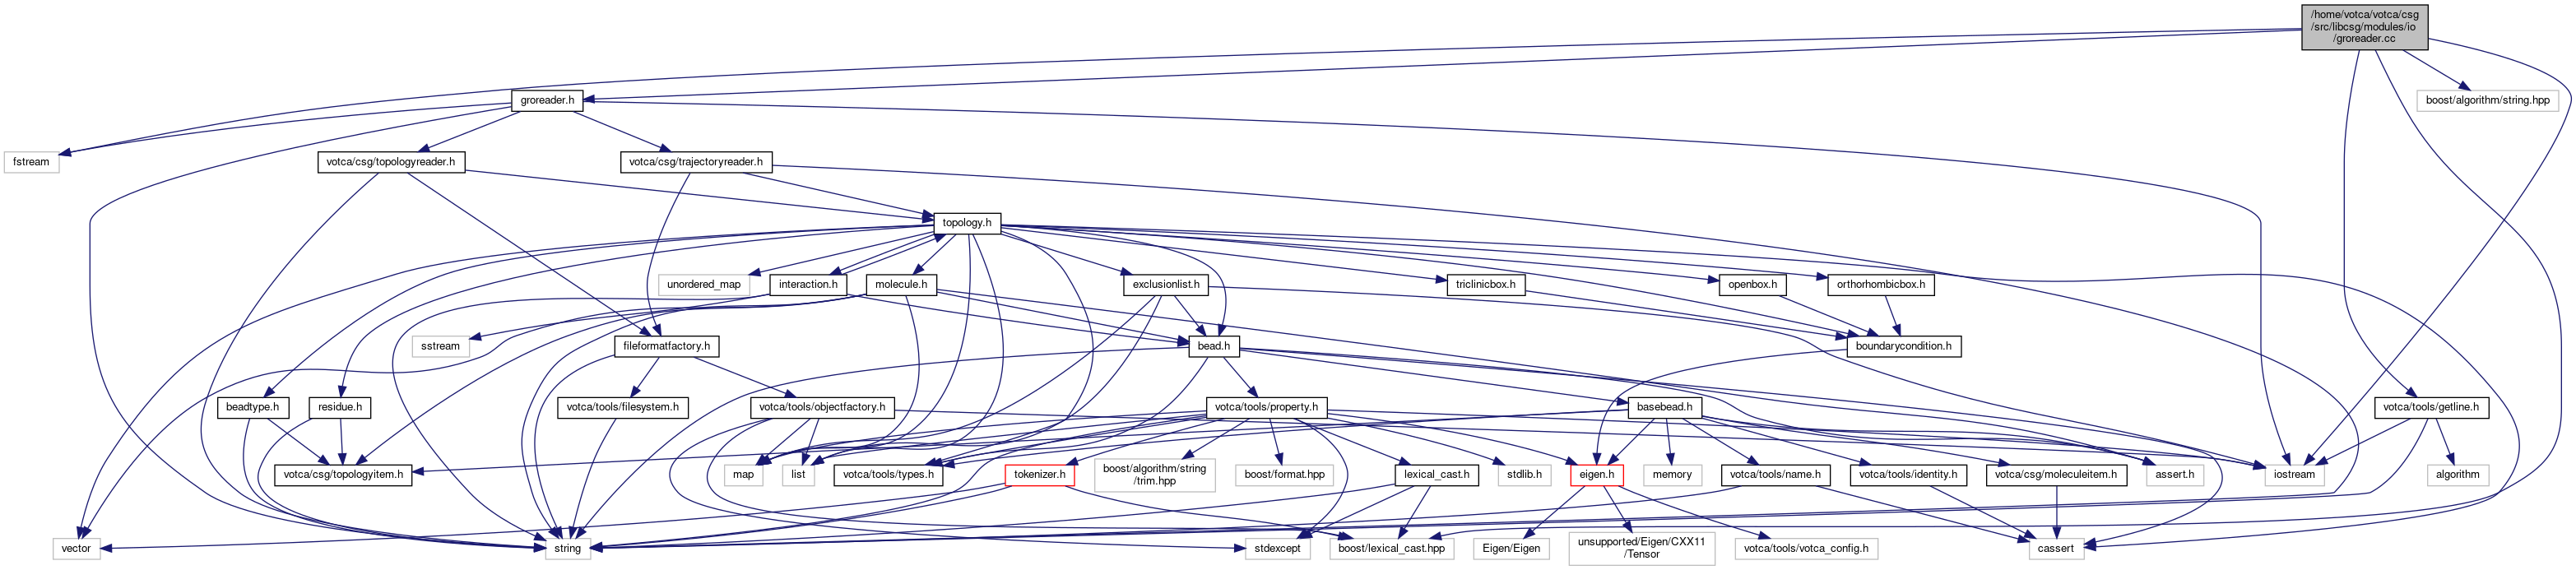 /home/votca/votca/csg
/src/libcsg/modules/io
/groreader.cc
groreader.h
boost/algorithm/string.hpp
fstream
votca/csg/topologyreader.h
votca/csg/trajectoryreader.h
topology.h
unordered_map
interaction.h
molecule.h
exclusionlist.h
triclinicbox.h
openbox.h
orthorhombicbox.h
sstream
fileformatfactory.h
bead.h
boundarycondition.h
beadtype.h
residue.h
votca/tools/filesystem.h
votca/tools/objectfactory.h
votca/tools/property.h
basebead.h
votca/tools/getline.h
votca/csg/topologyitem.h
map
list
votca/tools/types.h
tokenizer.h
boost/algorithm/string
/trim.hpp
boost/format.hpp
lexical_cast.h
stdlib.h
eigen.h
memory
votca/tools/name.h
votca/tools/identity.h
votca/csg/moleculeitem.h
assert.h
iostream
algorithm
vector
string
stdexcept
boost/lexical_cast.hpp
Eigen/Eigen
unsupported/Eigen/CXX11
/Tensor
votca/tools/votca_config.h
cassert